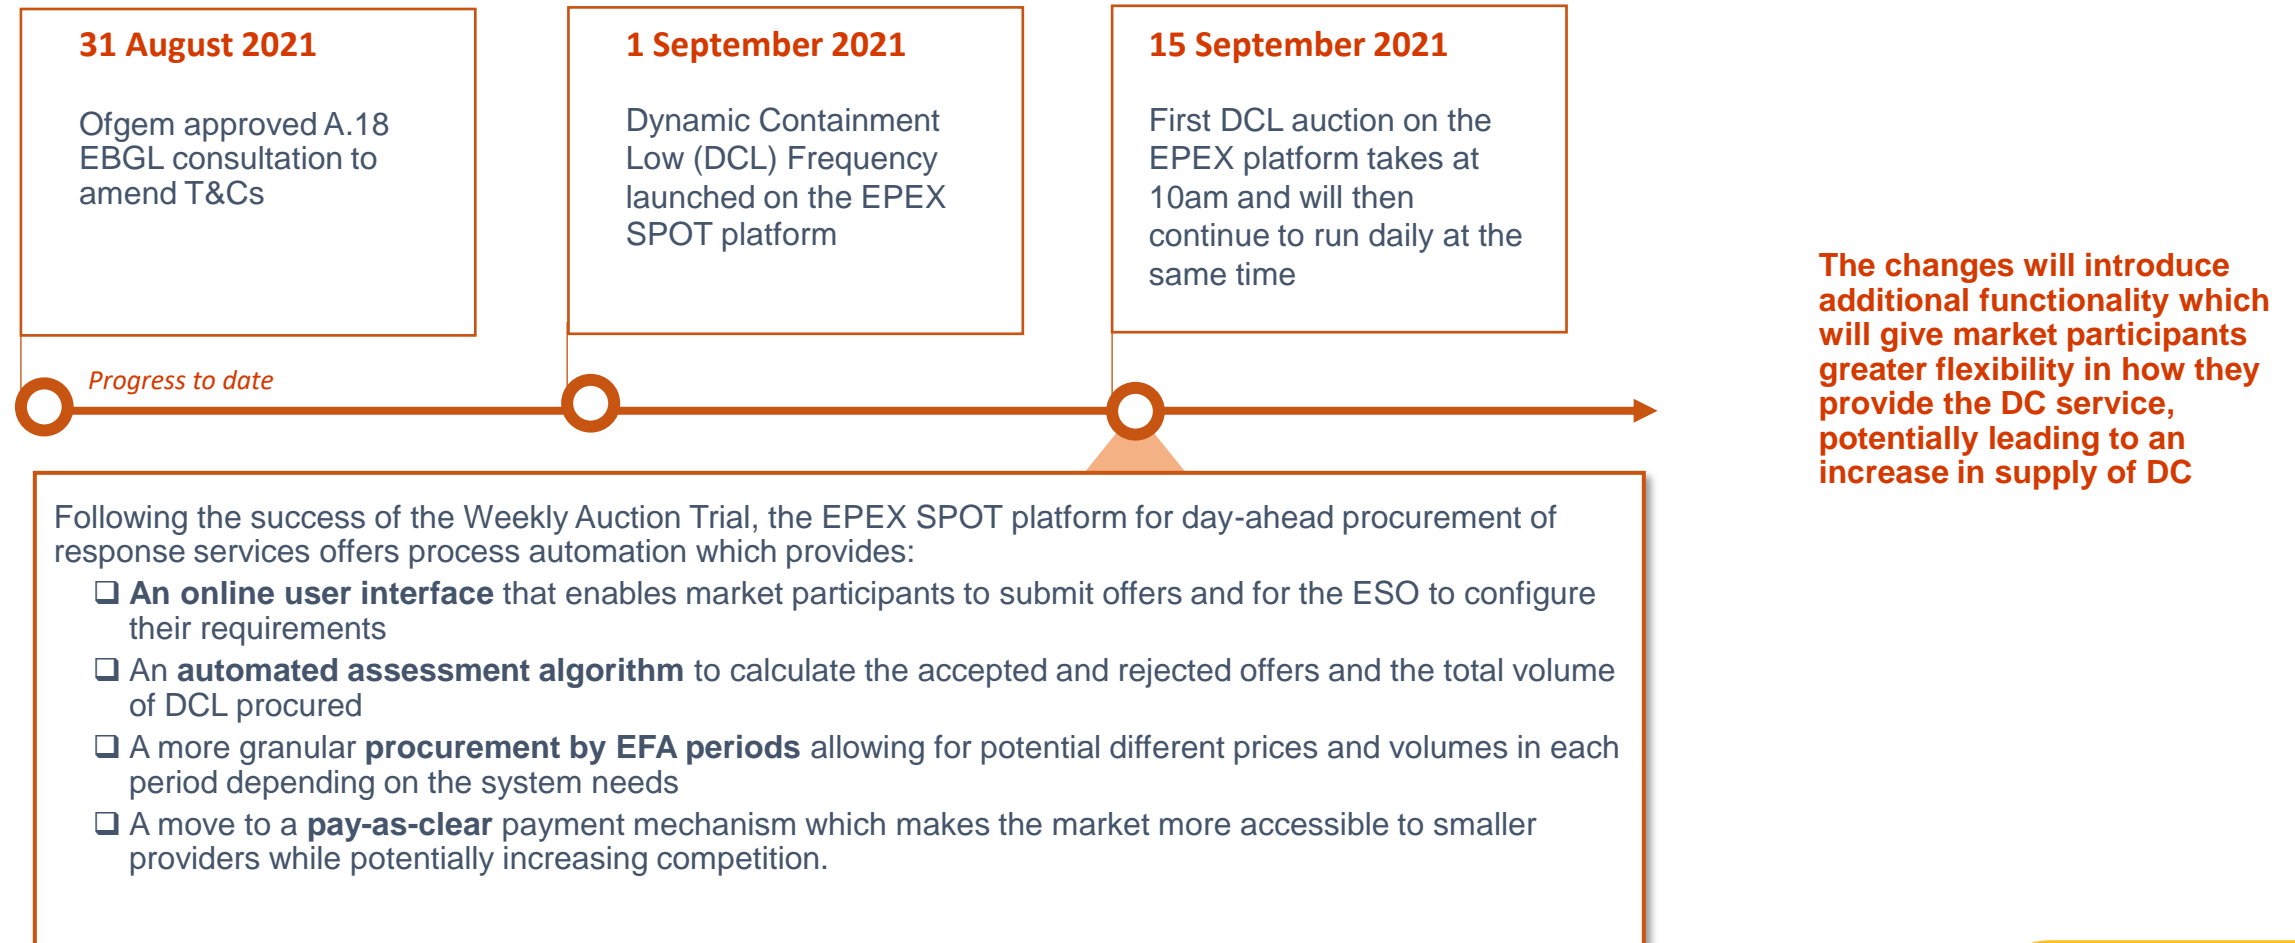 31 August 2021
Ofgem approved A.18
EBGL consultation to
amend T&Cs
1 September 2021
Dynamic Containment
Low (DCL) Frequency
launched on the EPEX
SPOT platform
15 September 2021
First DCL auction on the
EPEX platform takes at
10am and will then
continue to run daily at the
same time
Progress to date
The changes will introduce
additional functionality which
will give market participants
greater flexibility in how they
provide the DC service,
potentially leading to an
increase in supply of DC
Following the success of the Weekly Auction Trial, the EPEX SPOT platform for day-ahead procurement of
response services offers process automation which provides:
❑ An online user interface that enables market participants to submit offers and for the ESO to configure
their requirements
❑ An automated assessment algorithm to calculate the accepted and rejected offers and the total volume
of DCL procured
❑ A more granular procurement by EFA periods allowing for potential different prices and volumes in each
period depending on the system needs
❑ A move to a pay-as-clear payment mechanism which makes the market more accessible to smaller
providers while potentially increasing competition.